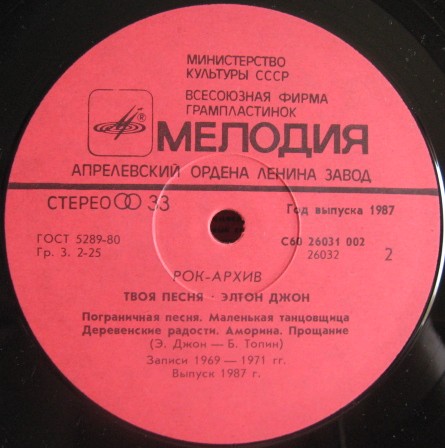 МИНИСТЕРСТВО
КУЛЬТУРЫ СССР
ВСЕСОЮЗНАЯ ФИРМА
ГРАМПЛАСТИНОК
®
МЕЛОДИЯ
АПРЕЛЕВСКИЙ ОРДЕНА ЛЕНИНА ЗАВОД
СТЕРЕО 33
Год выпуска 1987
ГОСТ 5289-80
Гр. 3. 2-25
С60 26031 002
26032
2
РОК-АРХИВ
ТВОЯ ПЕСНЯ · ЭЛТОН ДЖОН
Пограничная песня. Маленькая танцовщица
Деревенские радости. Аморина. Прощание
(Э. Джон — Б. Топин)
Записи 1969 — 1971 гг.
Выпуск 1987 г.